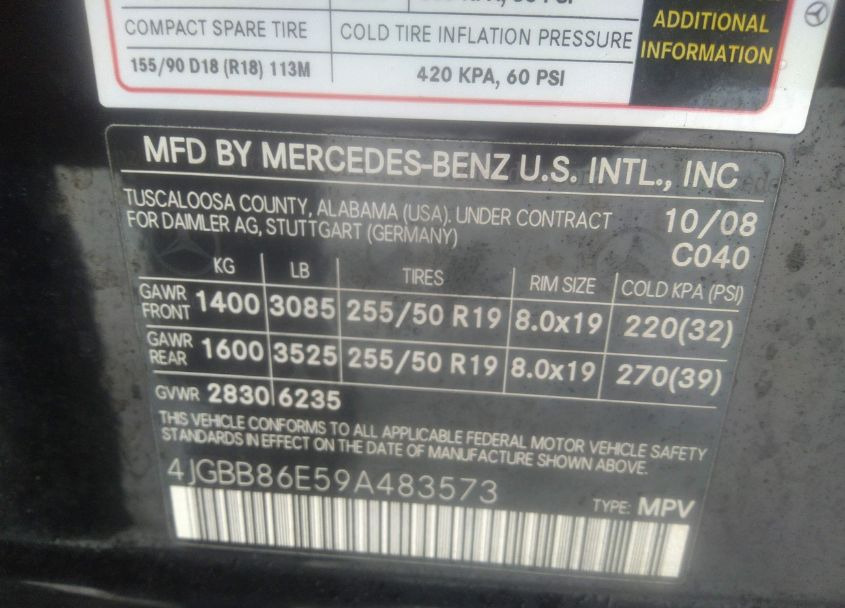 COMPACT SPARE TIRE COLD TIRE INFLATION PRESSURE
155/90 D18 (R18) 113M 420 KPA, 60 PSI
ADDITIONAL
INFORMATION
MFD BY MERCEDES-BENZ U.S. INTL., INC
TUSCALOOSA COUNTY, ALABAMA (USA). UNDER CONTRACT
FOR DAIMLER AG, STUTTGART (GERMANY)
10/08
C040
KG LB TIRES RIM SIZE COLD KPA (PSI)
GAWR FRONT 1400 3085 255/50 R19 8.0x19 220(32)
GAWR REAR 1600 3525 255/50 R19 8.0x19 270(39)
GVWR 2830 6235
THIS VEHICLE CONFORMS TO ALL APPLICABLE FEDERAL MOTOR VEHICLE SAFETY
STANDARDS IN EFFECT ON THE DATE OF MANUFACTURE SHOWN ABOVE.
4JGBB86E59A483573
TYPE: MPV